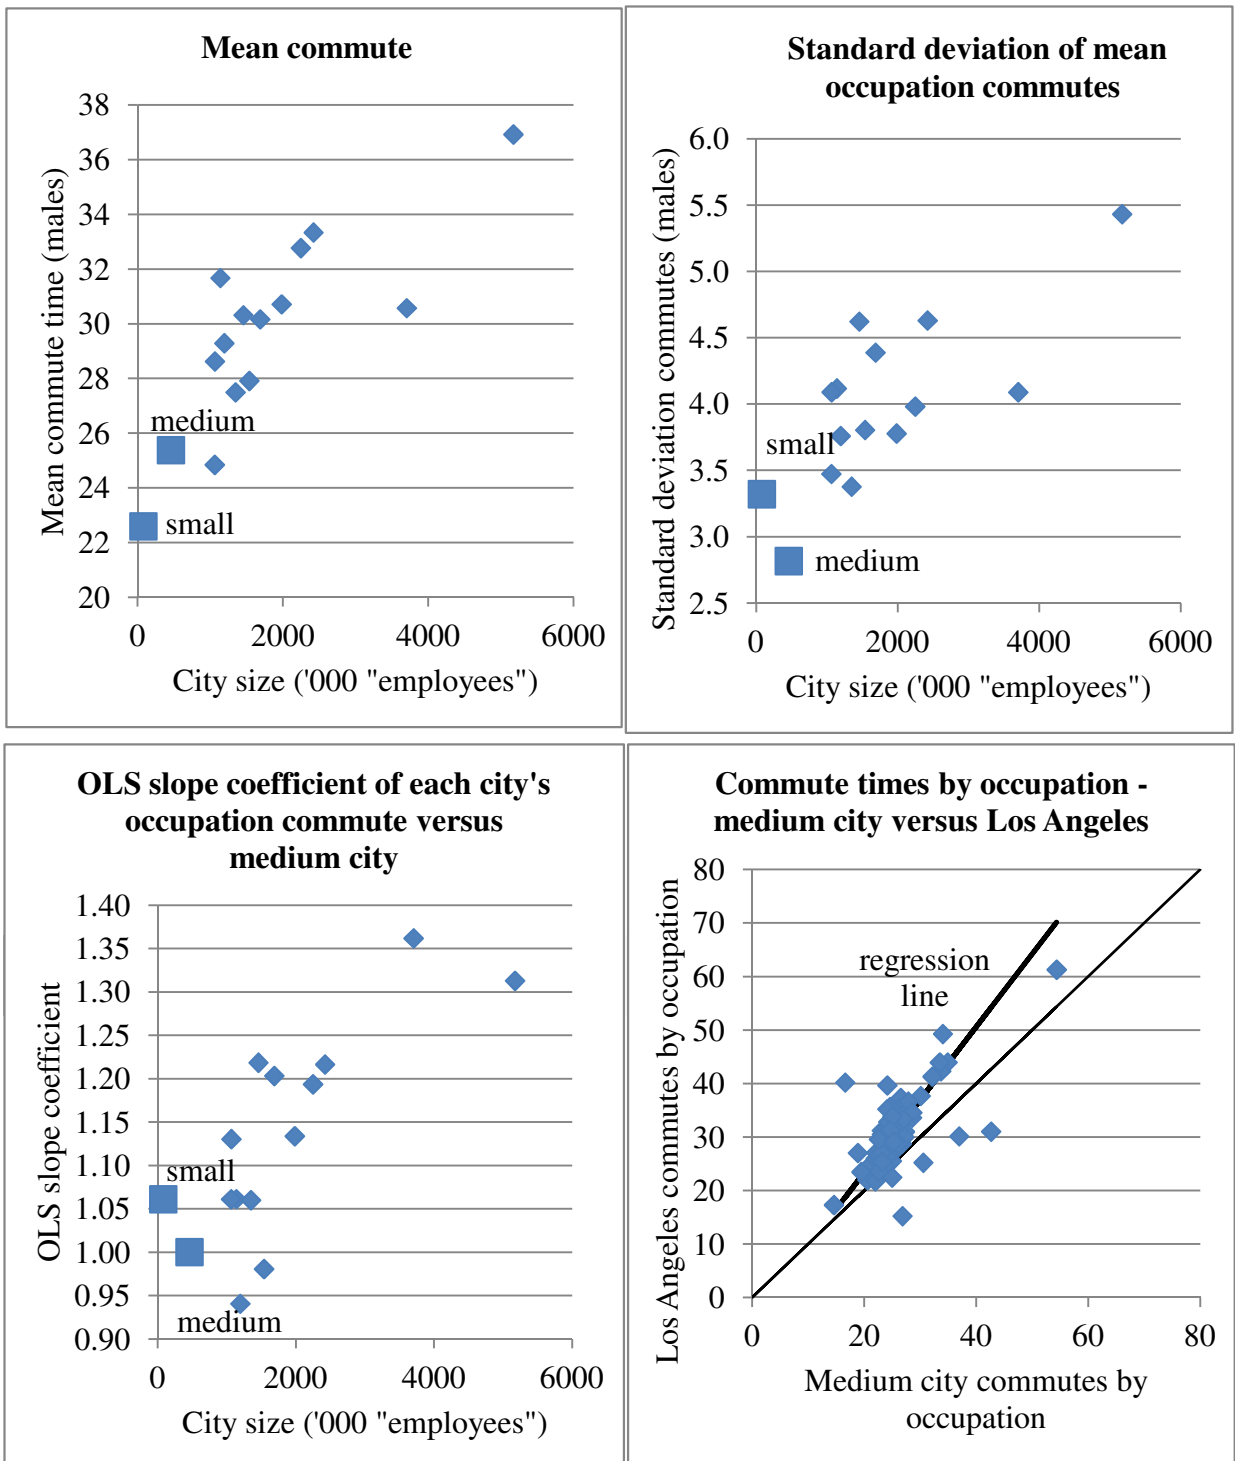 Mean commute
Mean commute time (males)
38
36
34
32
30
28
26
24
22
20
medium
small
0 2000 4000 6000
City size ('000 "employees")
Standard deviation of mean
occupation commutes
Standard deviation commutes (males)
6.0
5.5
5.0
4.5
4.0
3.5
3.0
2.5
small
medium
0 2000 4000 6000
City size ('000 "employees")
OLS slope coefficient of each city's
occupation commute versus
medium city
OLS slope coefficient
1.40
1.35
1.30
1.25
1.20
1.15
1.10
1.05
1.00
0.95
0.90
small
medium
0 2000 4000 6000
City size ('000 "employees")
Commute times by occupation -
medium city versus Los Angeles
Los Angeles commutes by occupation
80
70
60
50
40
30
20
10
0
regression
line
0 20 40 60 80
Medium city commutes by
occupation